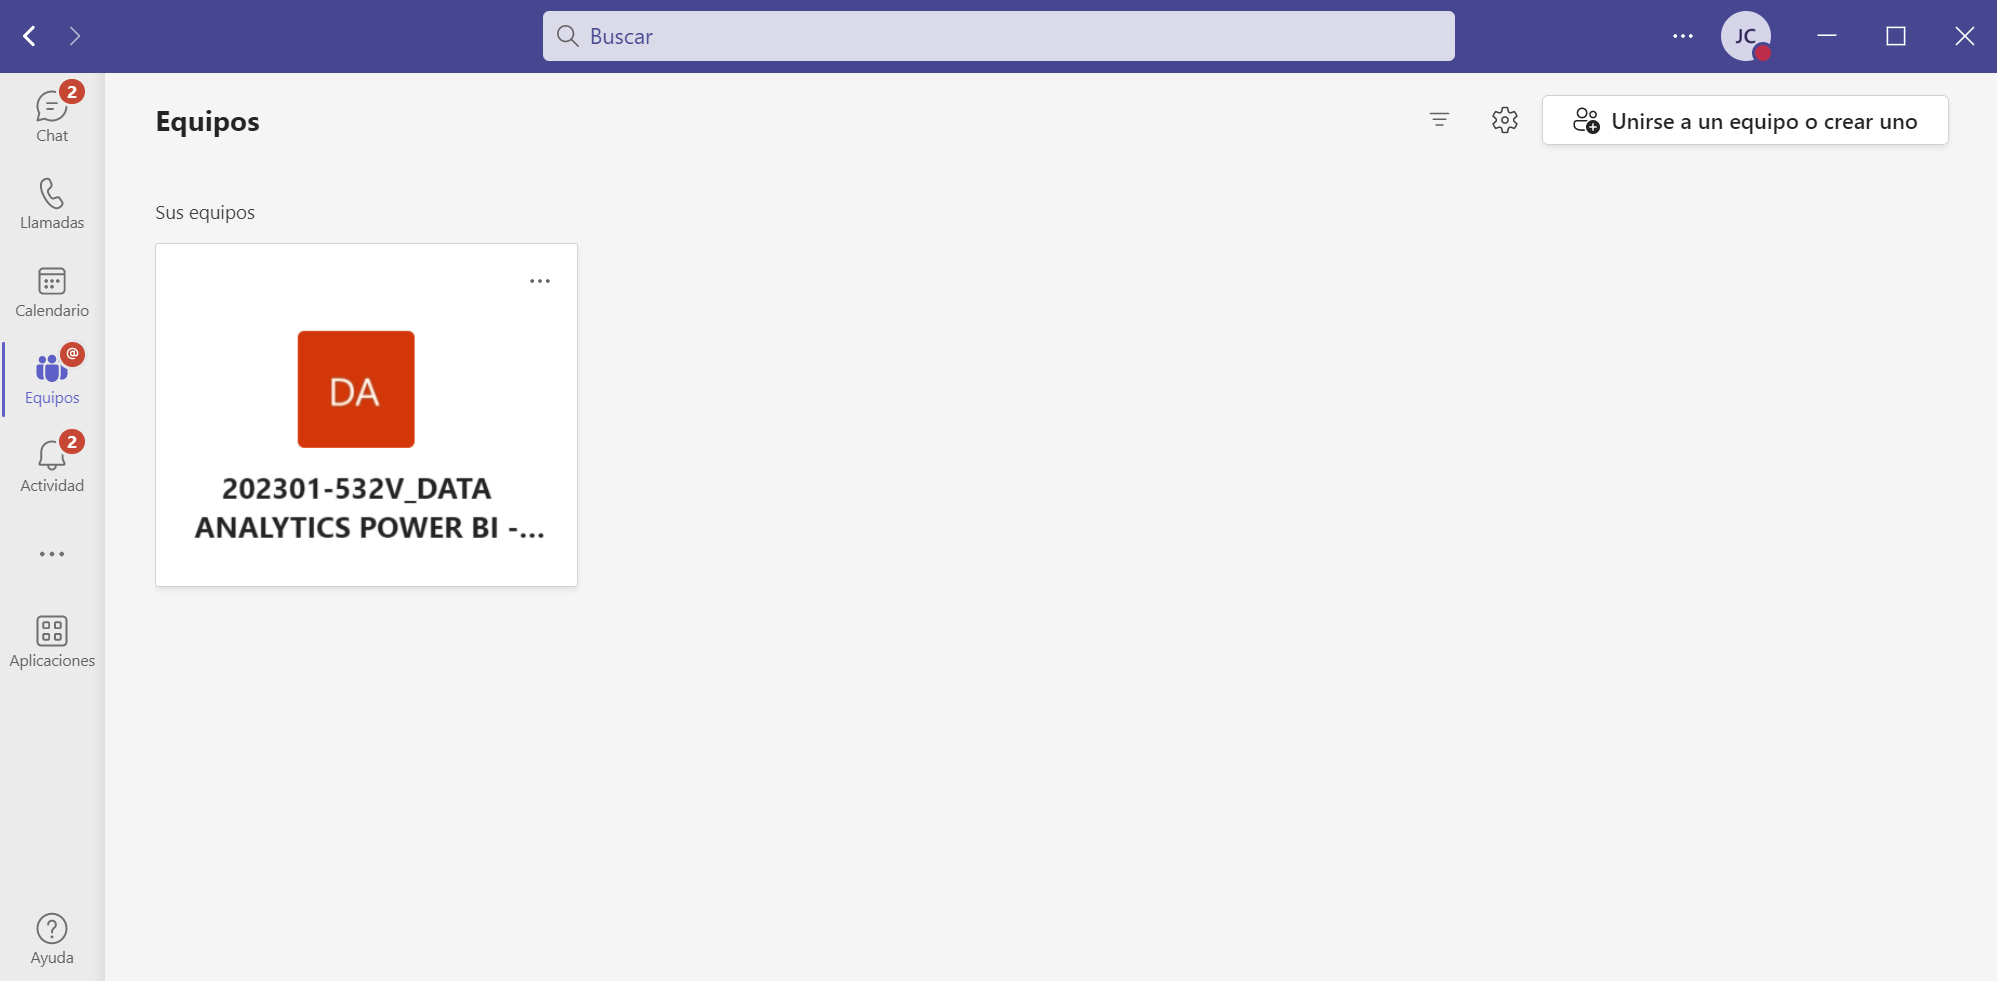 Buscar
JC
2
Chat
Llamadas
Calendario
@
Equipos
2
Actividad
Aplicaciones
Ayuda
Equipos
Unirse a un equipo o crear uno
Sus equipos
DA
202301-532V_DATA
ANALYTICS POWER BI -...